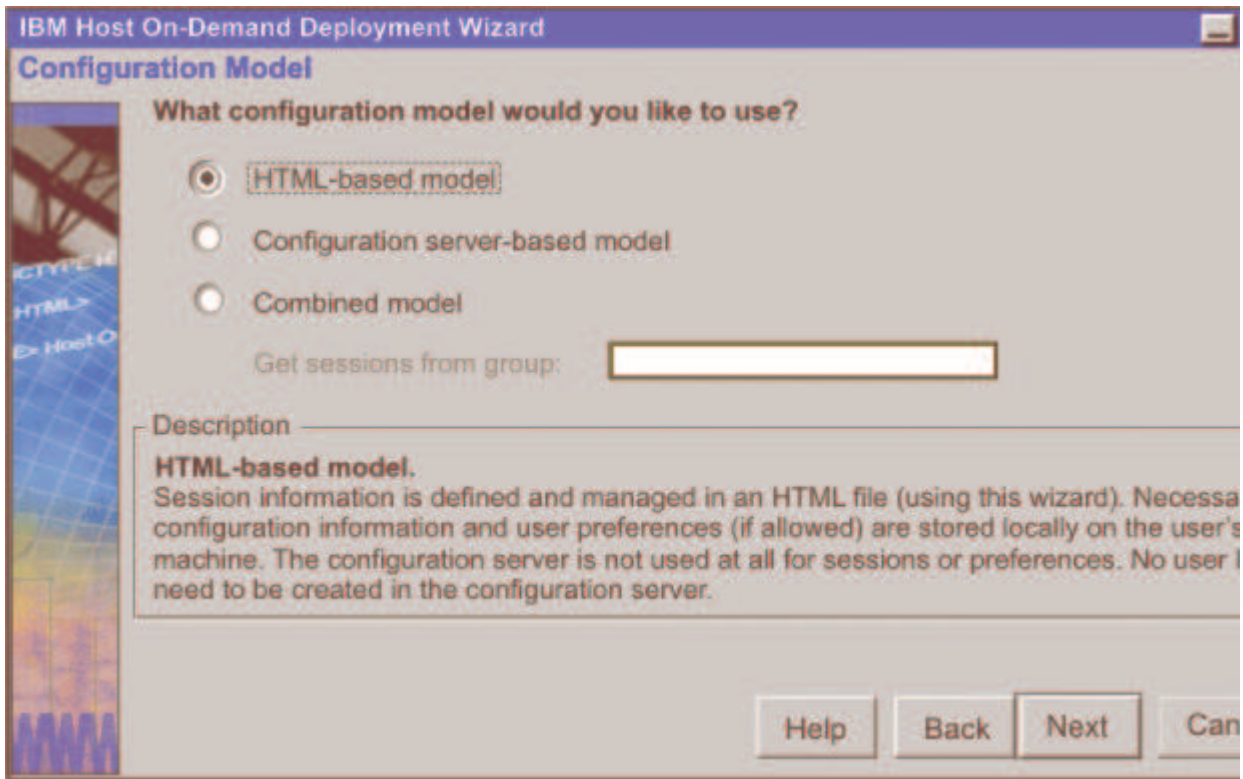 IBM Host On-Demand Deployment Wizard
Configuration Model
What configuration model would you like to use?
HTML-based model
Configuration server-based model
Combined model
Get sessions from group:
CTYPE H
HTML>
E> Host O
Description
HTML-based model.
Session information is defined and managed in an HTML file (using this wizard). Necessa
configuration information and user preferences (if allowed) are stored locally on the user's
machine. The configuration server is not used at all for sessions or preferences. No user
need to be created in the configuration server.
Help
Back
Next
Can